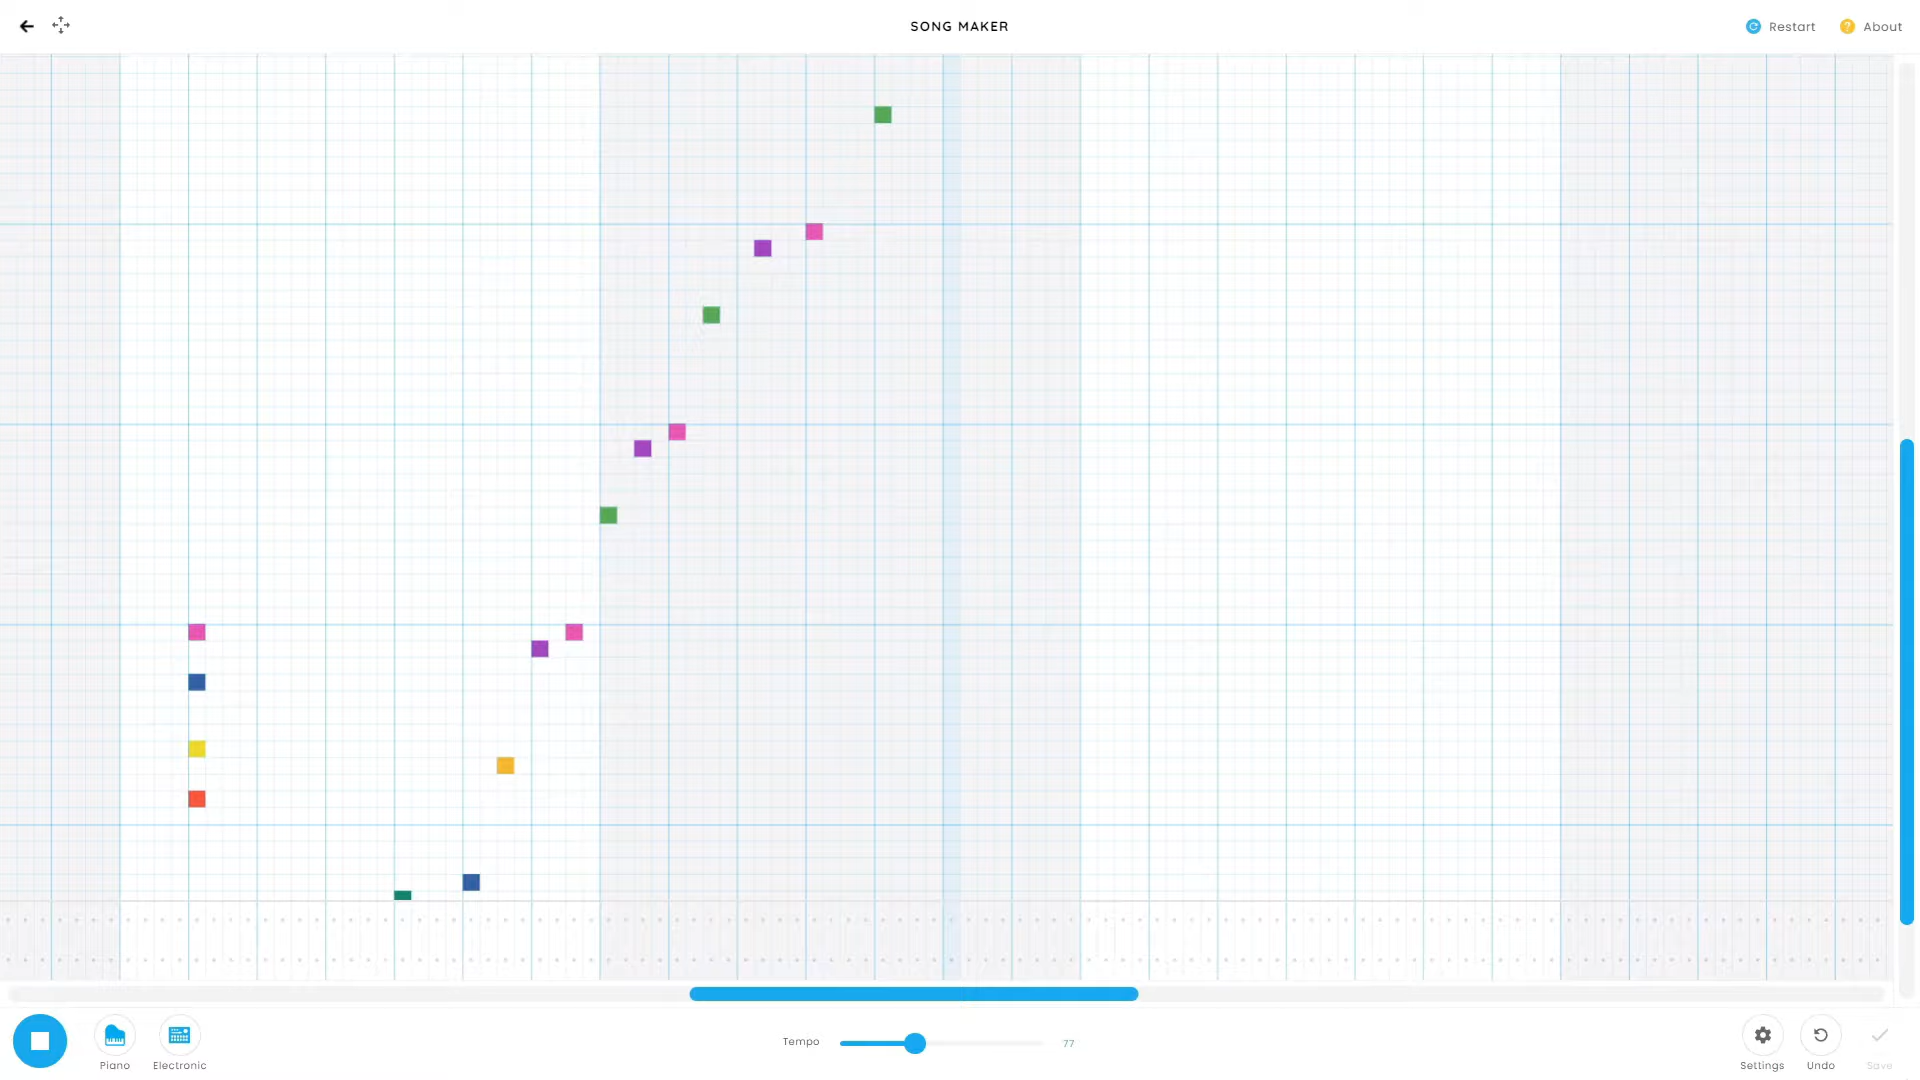 SONG MAKER
Restart
About
Tempo
77
Piano
Electronic
Settings
Undo
Save